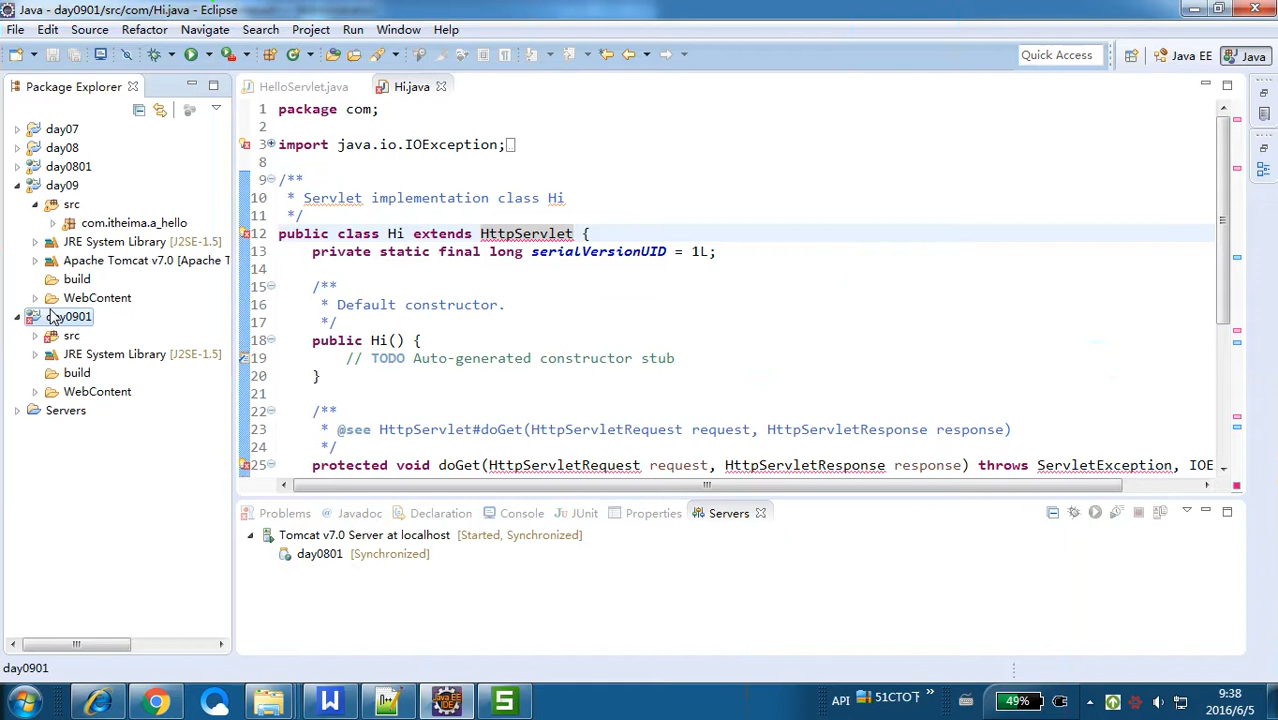 Java - day0901/src/com/Hi.java - Eclipse
File Edit Source Refactor Navigate Search Project Run Window Help
Quick Access Java EE Java
Package Explorer
day07
day08
day0801
day09
src
com.itheima.a_hello
JRE System Library [J2SE-1.5]
Apache Tomcat v7.0 [Apache T
build
WebContent
day0901
src
JRE System Library [J2SE-1.5]
build
WebContent
Servers
HelloServlet.java Hi.java
1 package com;
2
3 import java.io.IOException;
8
9 /**
10 * Servlet implementation class Hi
11 */
12 public class Hi extends HttpServlet {
13 private static final long serialVersionUID = 1L;
14
15 /**
16 * Default constructor.
17 */
18 public Hi() {
19 // TODO Auto-generated constructor stub
20 }
21
22 /**
23 * @see HttpServlet#doGet(HttpServletRequest request, HttpServletResponse response)
24 */
25 protected void doGet(HttpServletRequest request, HttpServletResponse response) throws ServletException, IOE
Problems Javadoc Declaration Console JUnit Properties Servers
Tomcat v7.0 Server at localhost [Started, Synchronized]
day0801 [Synchronized]
day0901
API 51CTO下 49% 9:38
2016/6/5